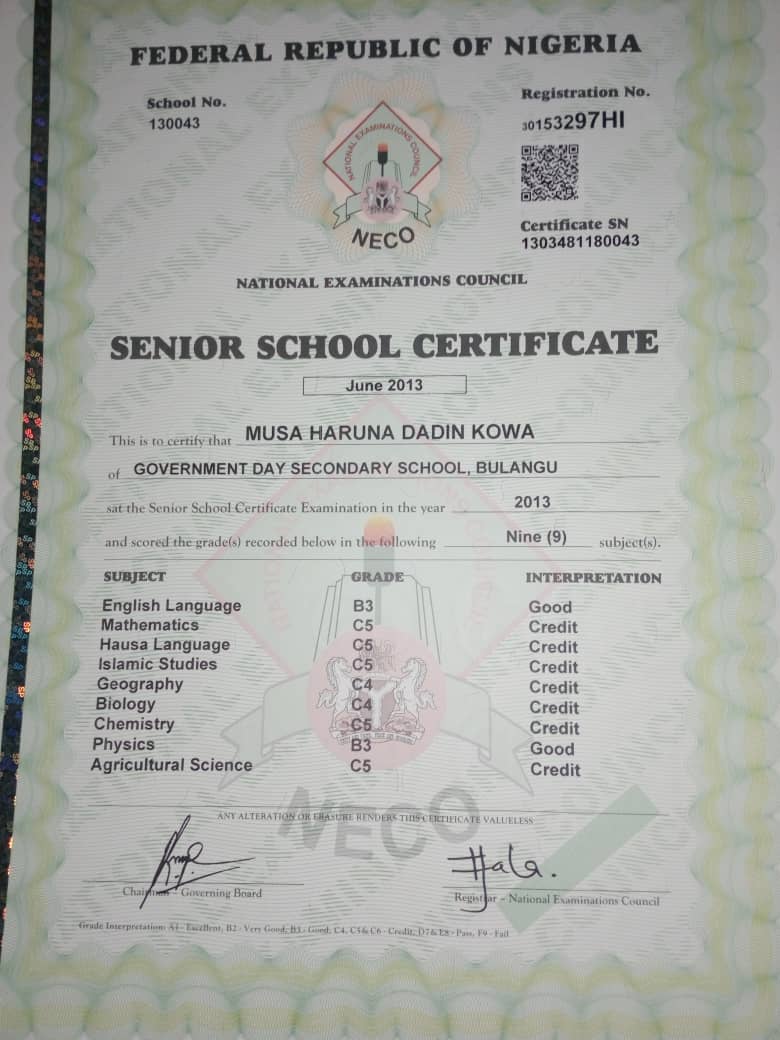 FEDERAL REPUBLIC OF NIGERIA
School No.
130043
Registration No.
30153297HI
NATIONAL EXAMINATIONS COUNCIL
NECO
Certificate SN
1303481180043
NATIONAL EXAMINATIONS COUNCIL
SENIOR SCHOOL CERTIFICATE
June 2013
This is to certify that MUSA HARUNA DADIN KOWA
of GOVERNMENT DAY SECONDARY SCHOOL, BULANGU
sat the Senior School Certificate Examination in the year 2013
and scored the grade(s) recorded below in the following Nine (9) subject(s).
SUBJECT GRADE INTERPRETATION
English Language B3 Good
Mathematics C5 Credit
Hausa Language C5 Credit
Islamic Studies C5 Credit
Geography C4 Credit
Biology C4 Credit
Chemistry C5 Credit
Physics B3 Good
Agricultural Science C5 Credit
NECO
ANY ALTERATION OR ERASURE RENDERS THIS CERTIFICATE VALUELESS
Chairman - Governing Board
Registrar - National Examinations Council
Grade Interpretation: A1 - Excellent, B2 - Very Good, B3 - Good, C4, C5 & C6 - Credit, D7 & E8 - Pass, F9 - Fail